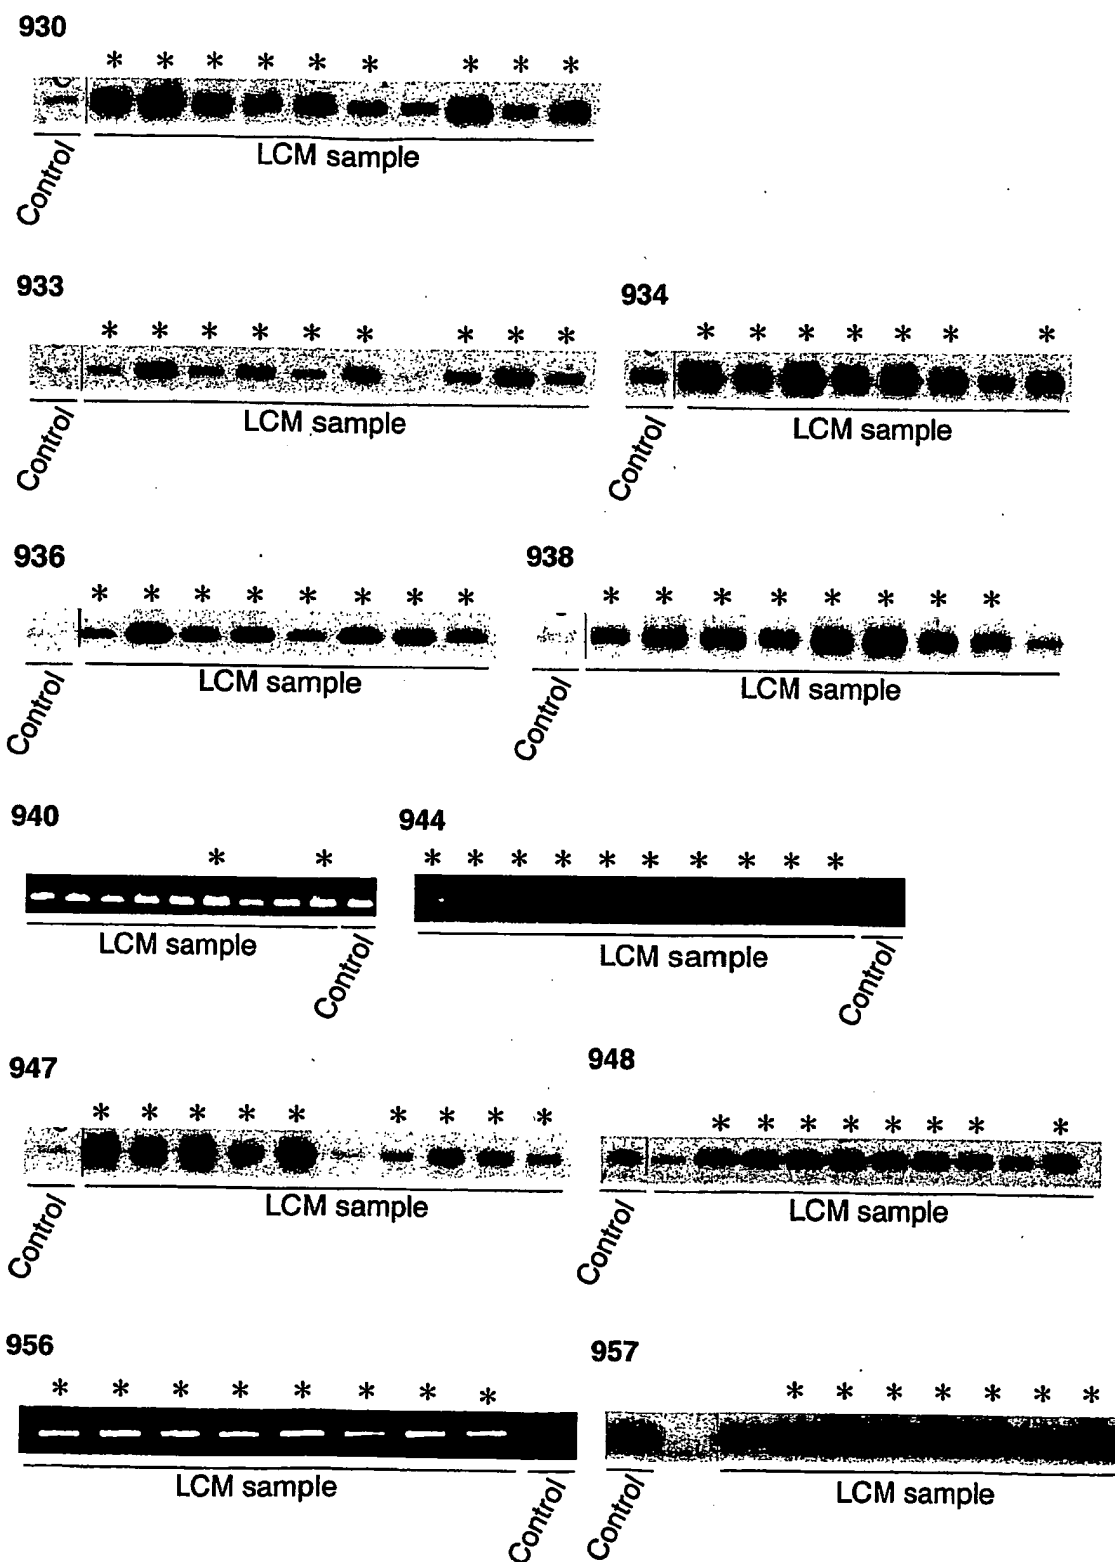 930
* * * * * * * * *
LCM sample
Control
933
* * * * * * * * *
LCM sample
Control
934
* * * * * * *
LCM sample
Control
936
* * * * * * * *
LCM sample
Control
938
* * * * * * * *
LCM sample
Control
940
* *
LCM sample
Control
944
* * * * * * * * * *
LCM sample
Control
947
* * * * * * * * *
LCM sample
Control
948
* * * * * * * *
LCM sample
Control
956
* * * * * * * *
LCM sample
Control
957
* * * * * * *
LCM sample
Control